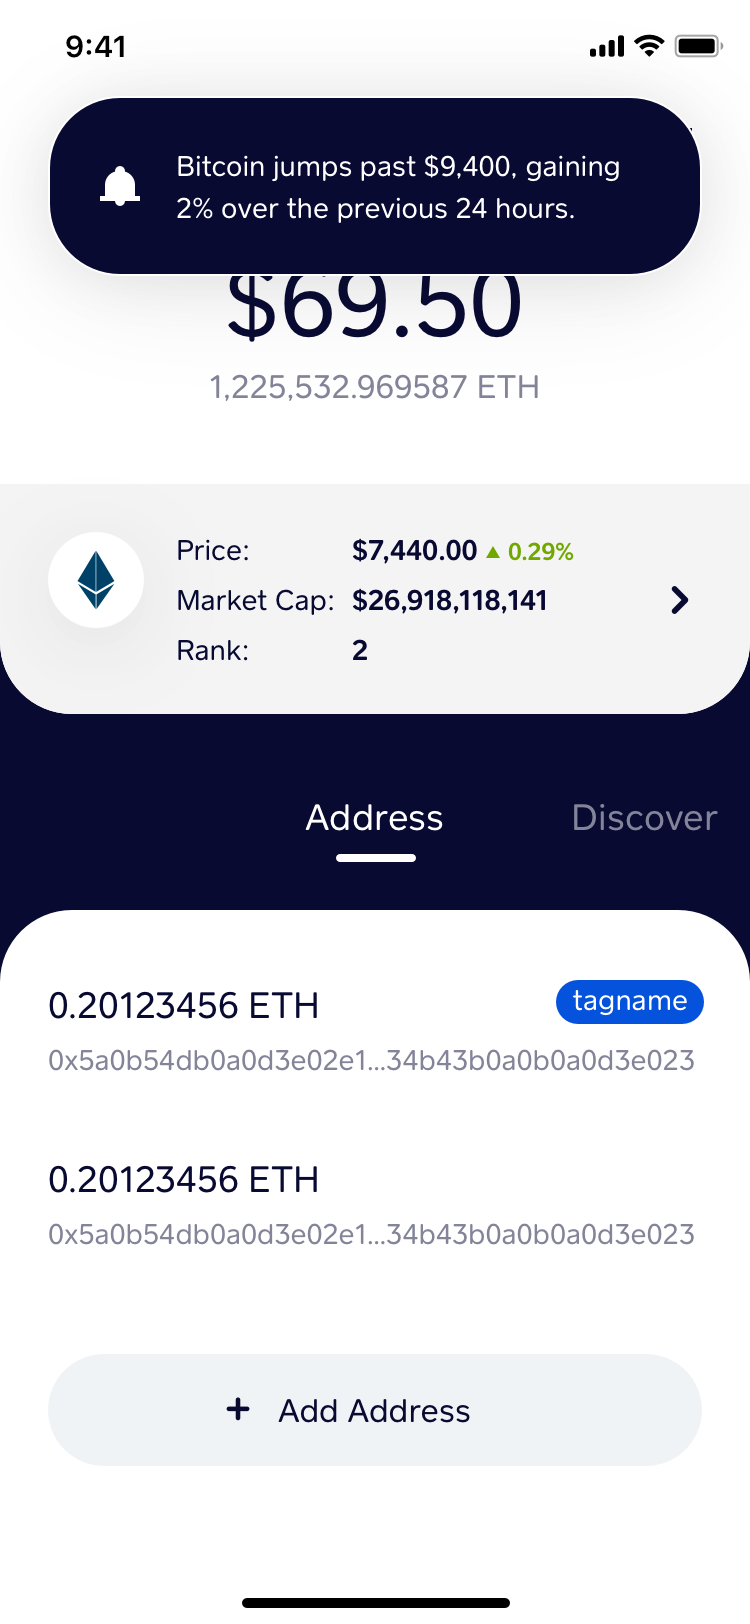 9:41
Bitcoin jumps past $9,400, gaining
2% over the previous 24 hours.
$69.50
1,225,532.969587 ETH
Price: $7,440.00 ▲ 0.29%
Market Cap: $26,918,118,141
Rank: 2
Address Discover
0.20123456 ETH tagname
0x5a0b54db0a0d3e02e1...34b43b0a0b0a0d3e023
0.20123456 ETH
0x5a0b54db0a0d3e02e1...34b43b0a0b0a0d3e023
+ Add Address